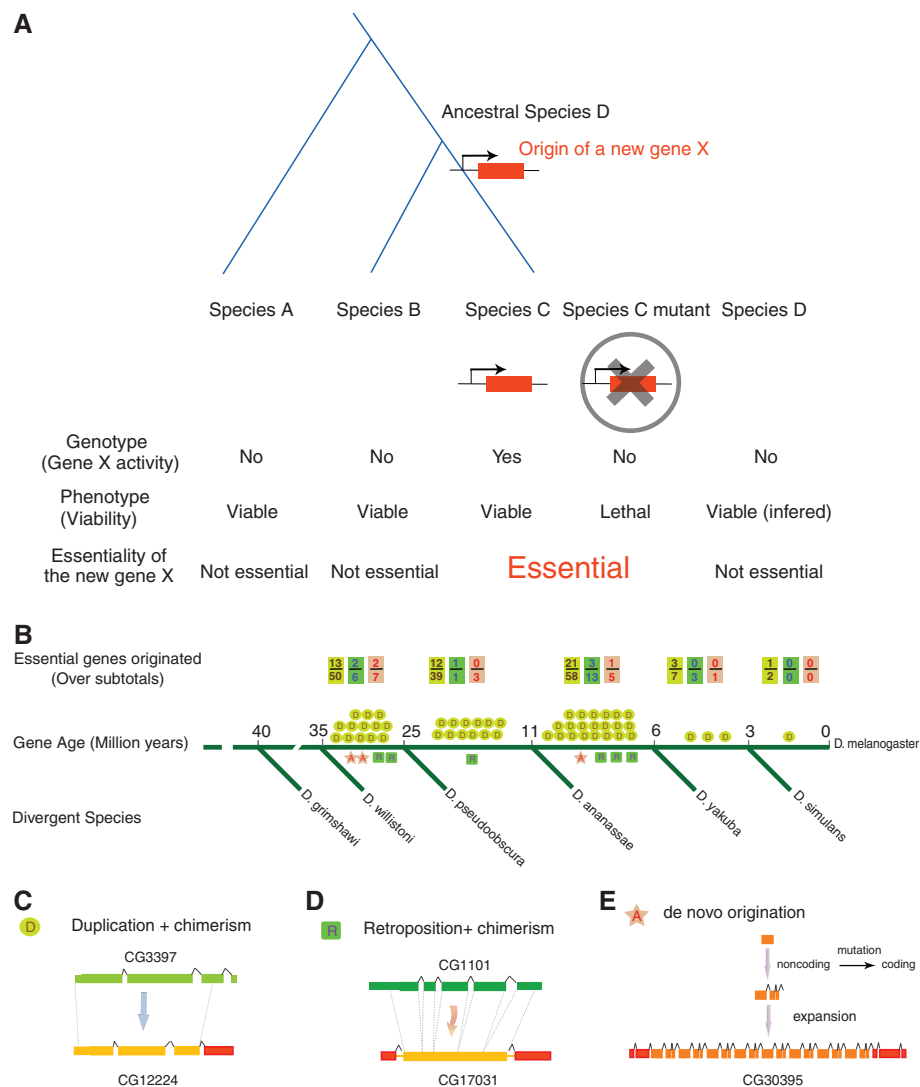 A
Ancestral Species D
Origin of a new gene X
Species A Species B Species C Species C mutant Species D
Genotype
(Gene X activity) No No Yes No No
Phenotype
(Viability) Viable Viable Viable Lethal Viable (infered)
Essentiality of
the new gene X Not essential Not essential Essential Not essential
B
Essential genes originated
(Over subtotals)
13 2 2 12 1 0 21 3 1 3 0 0 1 0 0
50 6 7 39 1 3 58 13 5 7 3 1 2 0 0
D D D D D D D
D D D D D D D D D D D D D D D D D D
D D D D D D D D D D D D D D D D D D D D D D D D D
Gene Age (Million years) 40 35 25 11 6 3 0 D. melanogaster
A A R R R A R R R
Divergent Species
D. grimshawi
D. willistoni
D. pseudoobscura
D. ananassae
D. yakuba
D. simulans
C
D Duplication + chimerism
CG3397
CG12224
D
R Retroposition+ chimerism
CG1101
CG17031
E
A de novo origination
mutation
noncoding coding
expansion
CG30395